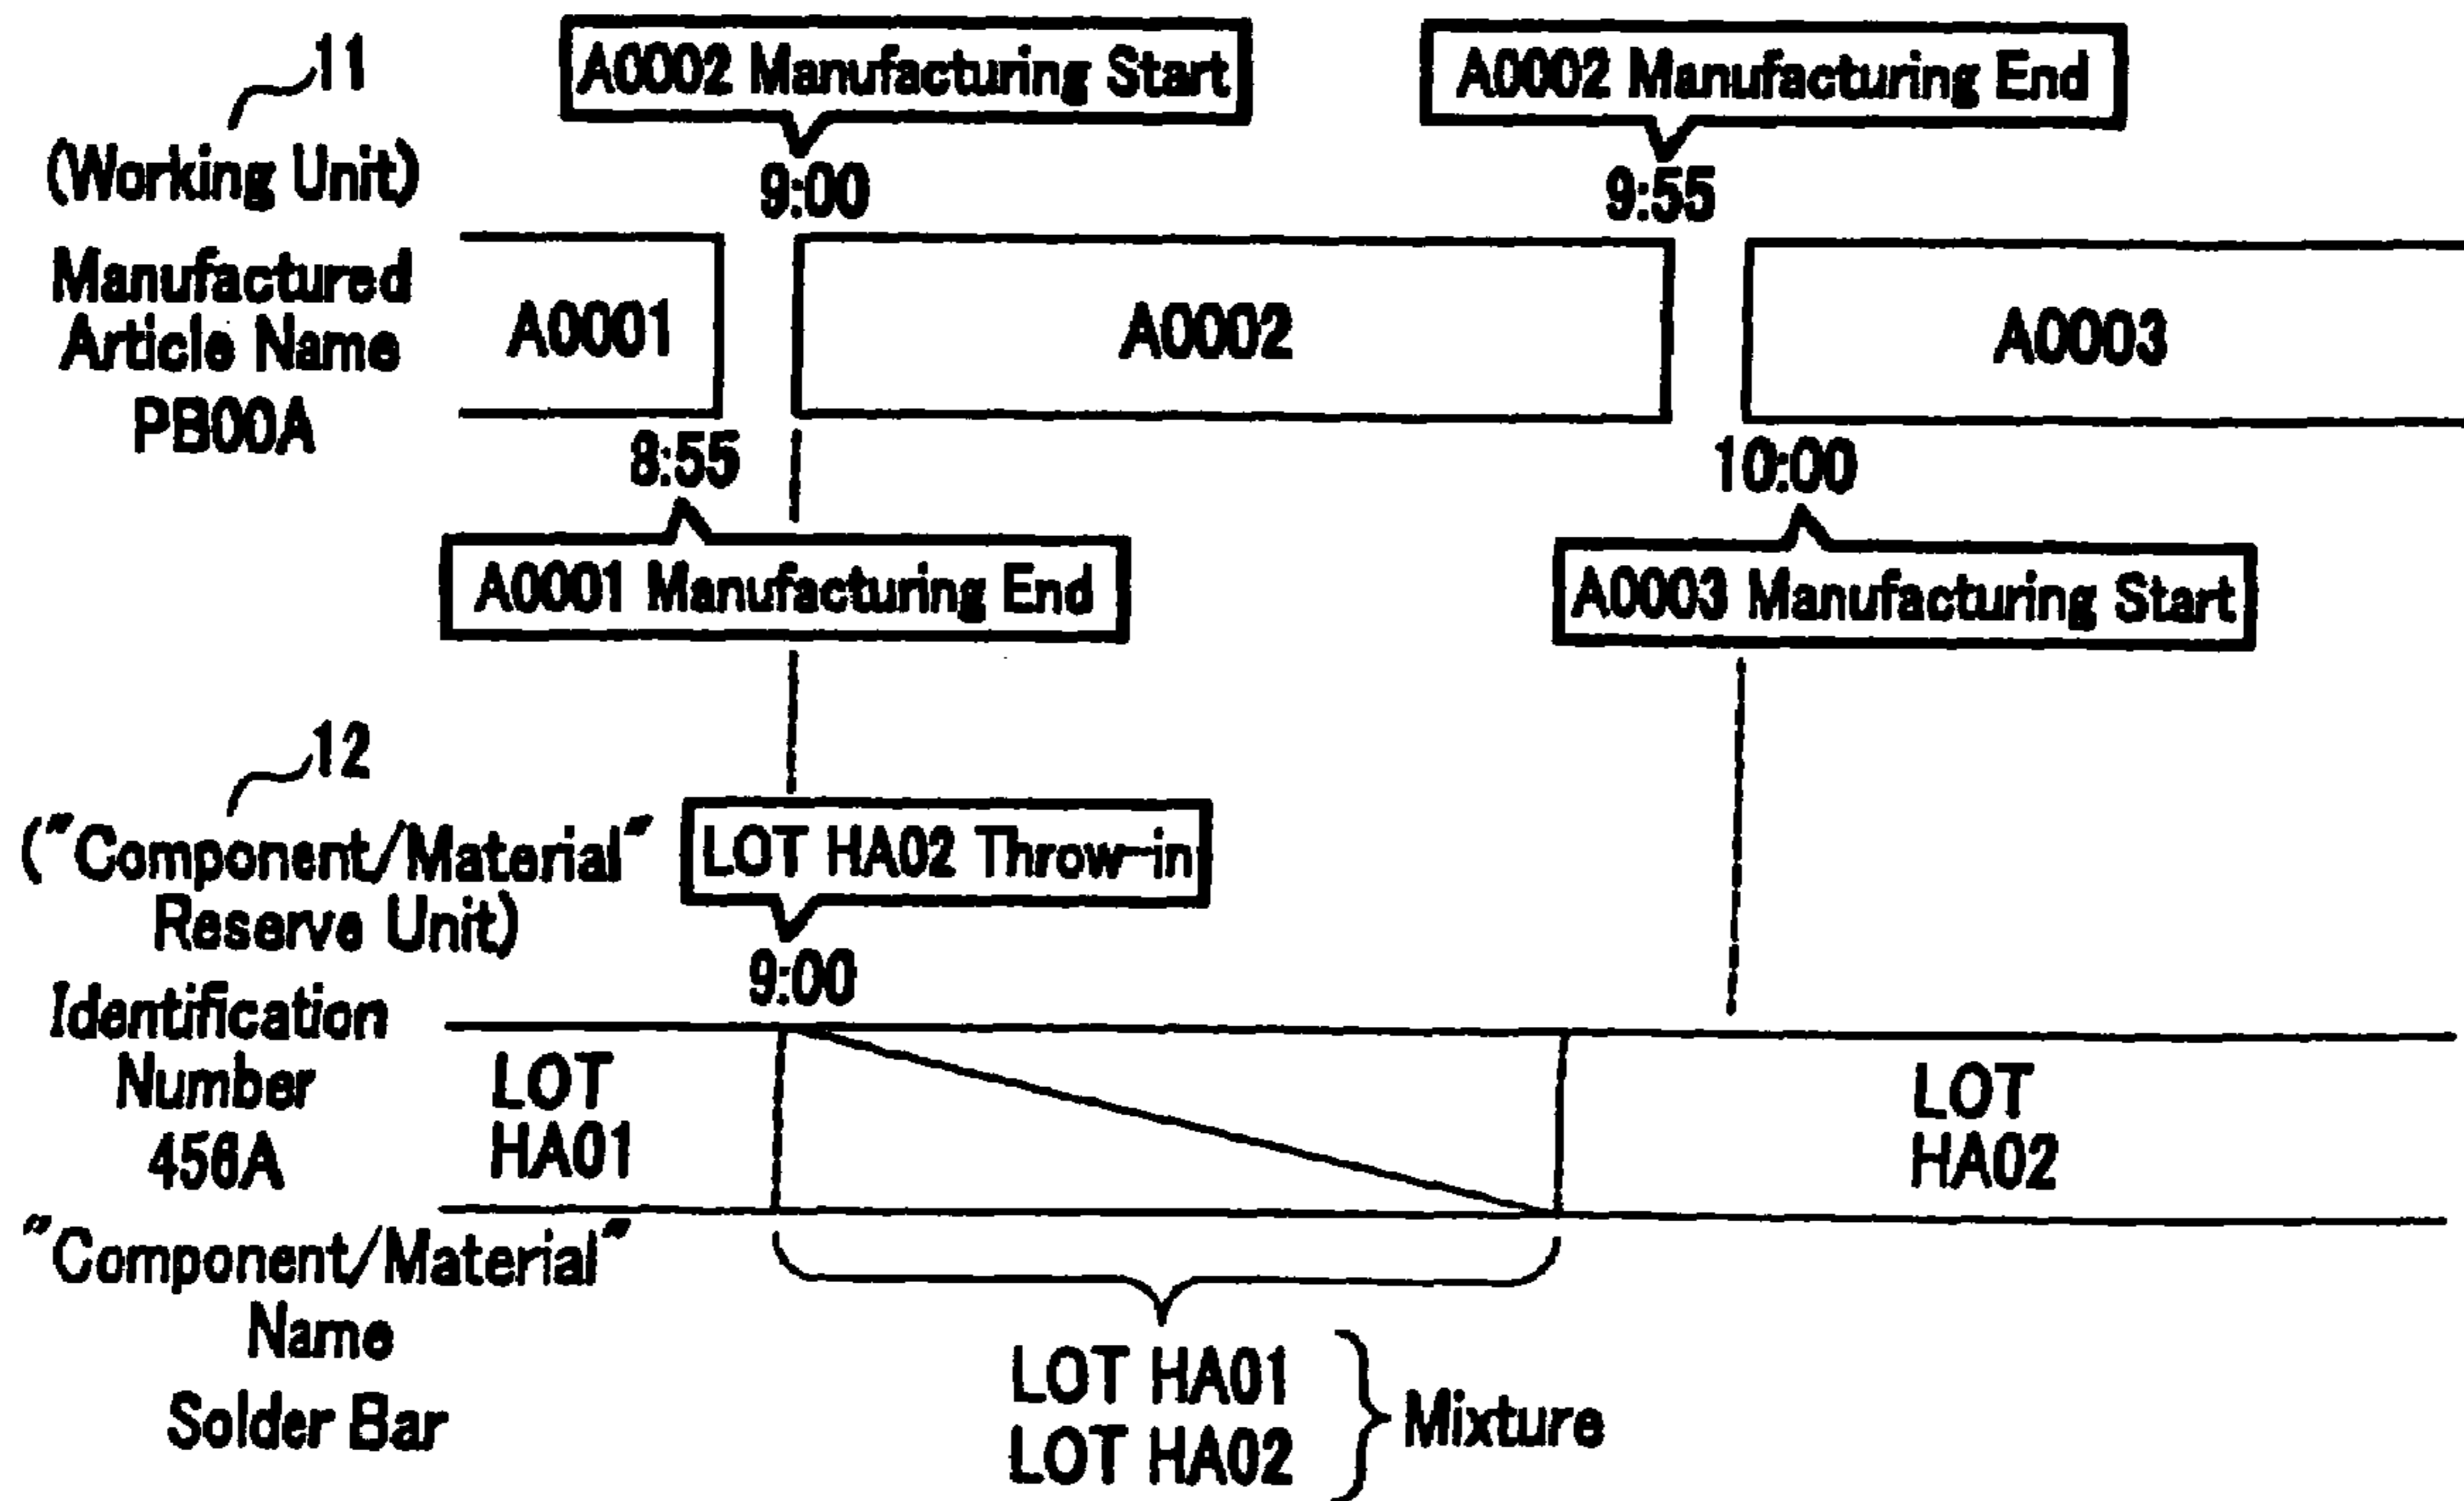 11
A0002 Manufacturing Start
A0002 Manufacturing End
(Working Unit)
9:00
9:55
Manufactured
Article Name
PB00A
A0001
A0002
A0003
8:55
10:00
A0001 Manufacturing End
A0003 Manufacturing Start
12
("Component/Material"
Reserve Unit)
LOT HA02 Throw-in
9:00
Identification
Number
456A
LOT
HA01
LOT
HA02
"Component/Material"
Name
Solder Bar
LOT HA01
LOT HA02
Mixture